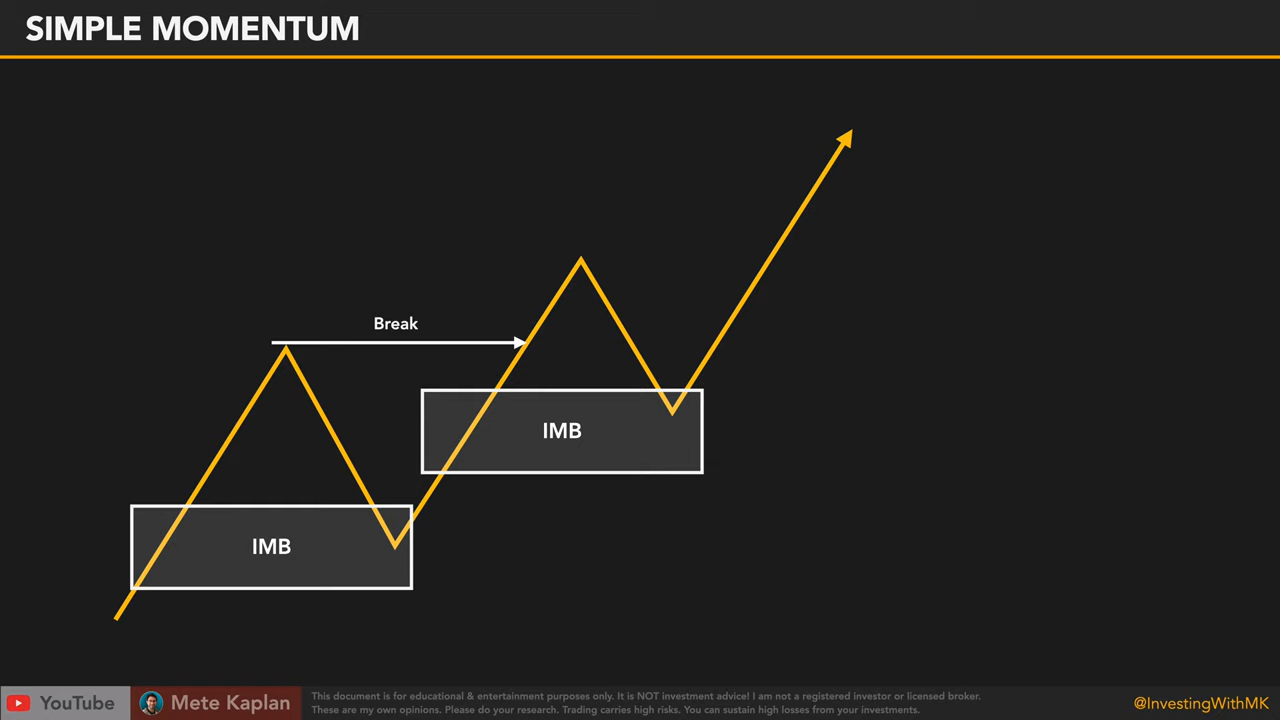 SIMPLE MOMENTUM
Break
IMB
IMB
YouTube
Mete Kaplan
This document is for educational & entertainment purposes only. It is NOT investment advice! I am not a registered investor or licensed broker.
These are my own opinions. Please do your research. Trading carries high risks. You can sustain high losses from your investments.
@InvestingWithMK